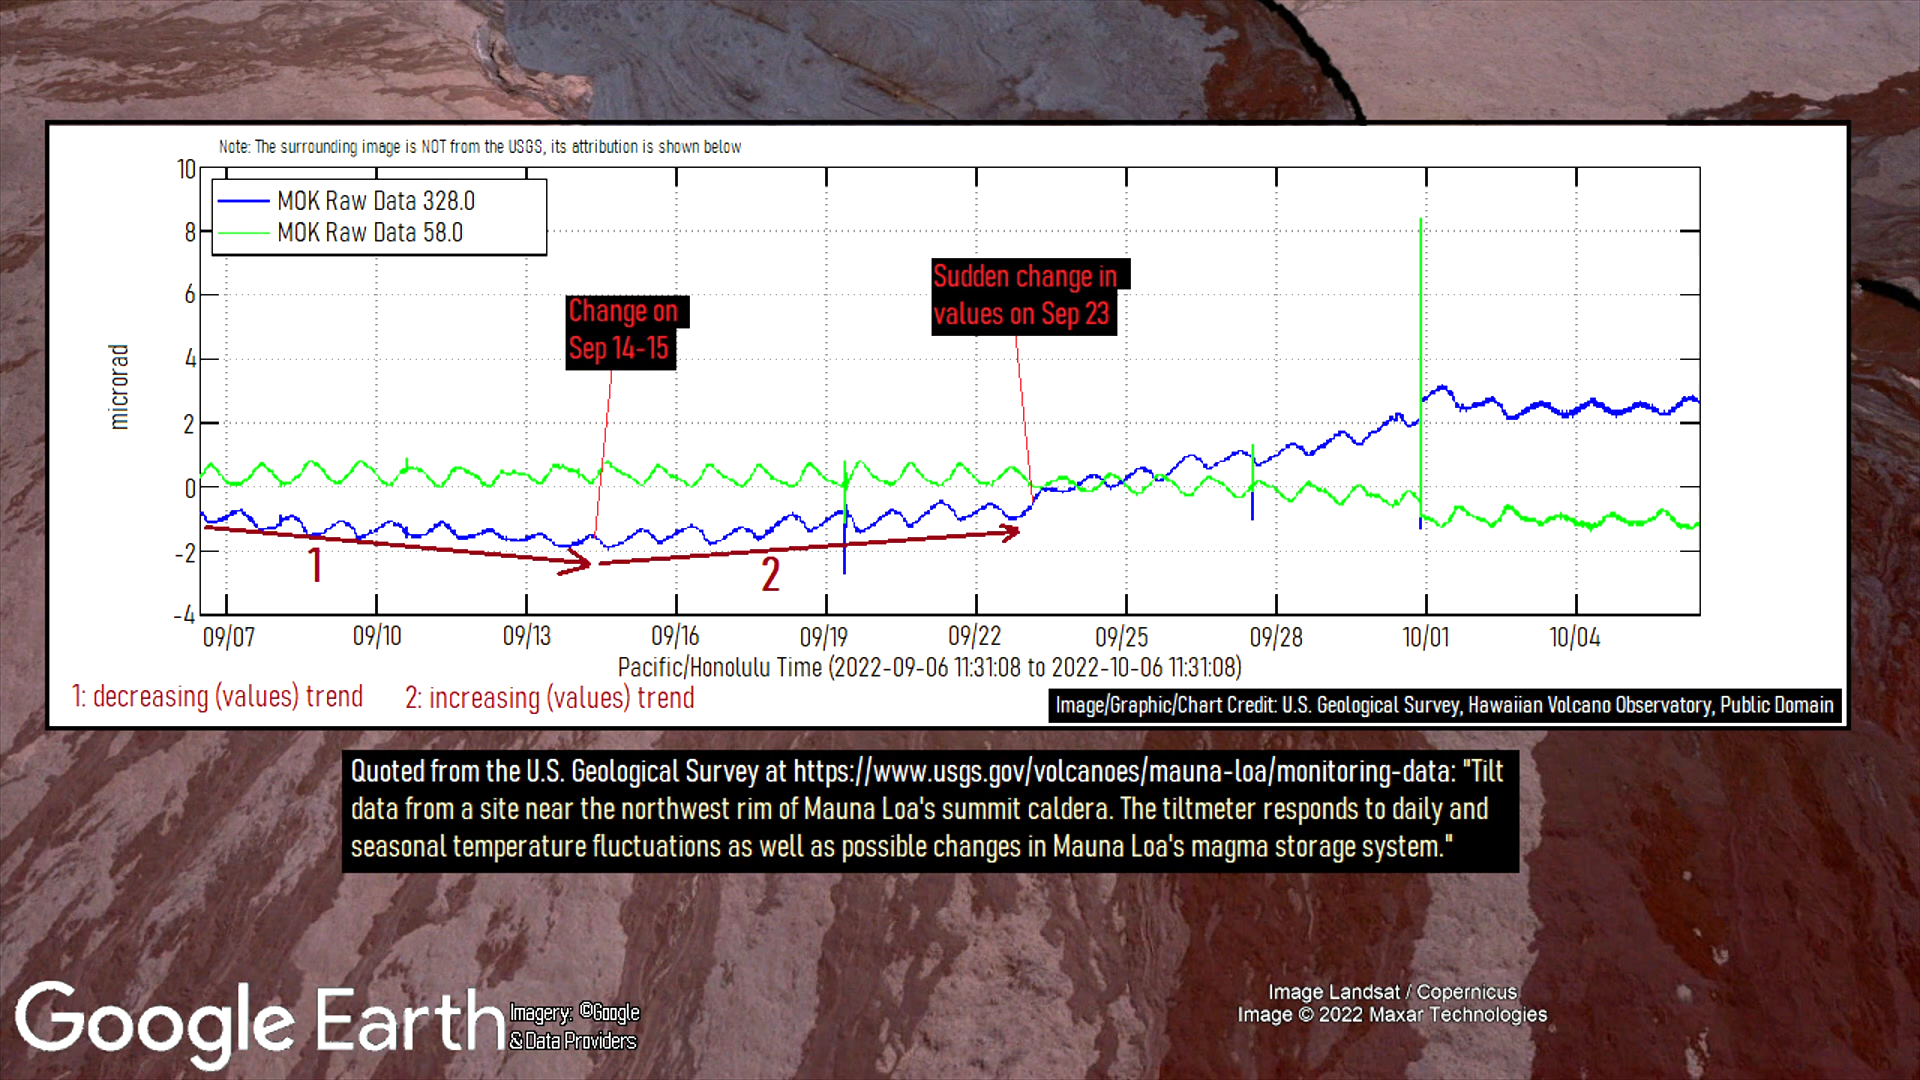 Note: The surrounding image is NOT from the USGS, its attribution is shown below
10
8
6
4
2
0
-2
-4
microrad
MOK Raw Data 328.0
MOK Raw Data 58.0
Change on
Sep 14-15
Sudden change in
values on Sep 23
1
2
09/07 09/10 09/13 09/16 09/19 09/22 09/25 09/28 10/01 10/04
Pacific/Honolulu Time (2022-09-06 11:31:08 to 2022-10-06 11:31:08)
1: decreasing (values) trend 2: increasing (values) trend
Image/Graphic/Chart Credit: U.S. Geological Survey, Hawaiian Volcano Observatory, Public Domain
Quoted from the U.S. Geological Survey at https://www.usgs.gov/volcanoes/mauna-loa/monitoring-data: "Tilt
data from a site near the northwest rim of Mauna Loa's summit caldera. The tiltmeter responds to daily and
seasonal temperature fluctuations as well as possible changes in Mauna Loa's magma storage system."
Google Earth
Imagery: ©Google
& Data Providers
Image Landsat / Copernicus
Image © 2022 Maxar Technologies